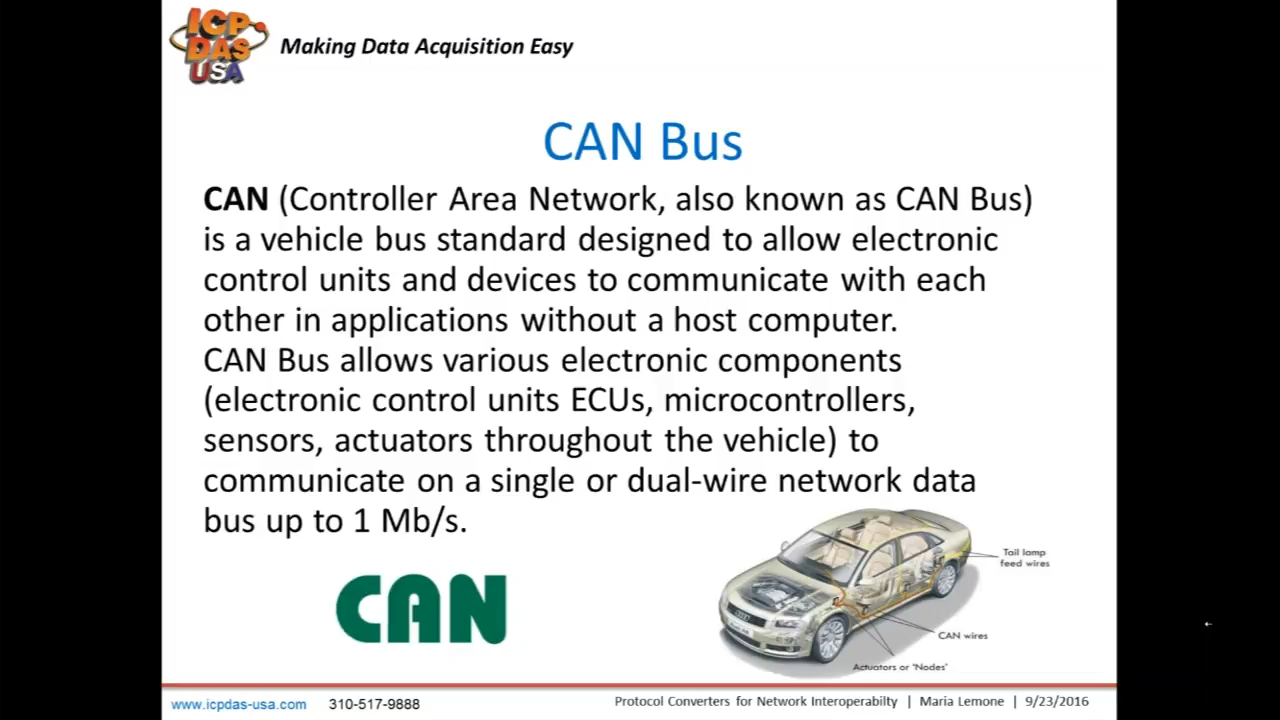 ICP
DAS
USA
Making Data Acquisition Easy
CAN Bus
CAN (Controller Area Network, also known as CAN Bus)
is a vehicle bus standard designed to allow electronic
control units and devices to communicate with each
other in applications without a host computer.
CAN Bus allows various electronic components
(electronic control units ECUs, microcontrollers,
sensors, actuators throughout the vehicle) to
communicate on a single or dual-wire network data
bus up to 1 Mb/s.
Tail lamp
feed wires
CAN
CAN wires
Actuators or 'Nodes'
www.icpdas-usa.com 310-517-9888
Protocol Converters for Network Interoperabilty | Maria Lemone | 9/23/2016